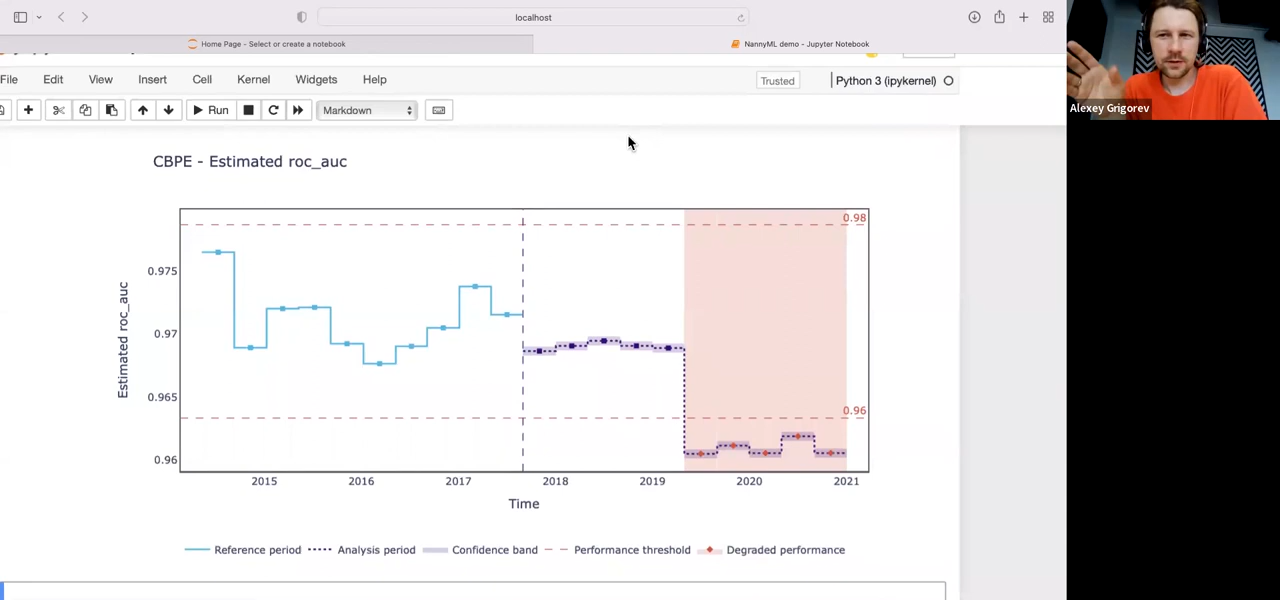 localhost
Home Page - Select or create a notebook
NannyML demo - Jupyter Notebook
File Edit View Insert Cell Kernel Widgets Help
Trusted
Python 3 (ipykernel)
Run
Markdown
Alexey Grigorev
CBPE - Estimated roc_auc
0.98
0.975
0.97
0.965
0.96
0.96
Estimated roc_auc
2015 2016 2017 2018 2019 2020 2021
Time
Reference period Analysis period Confidence band Performance threshold Degraded performance